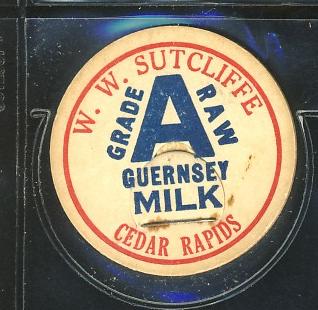 W. W. SUTCLIFFE
GRADE A RAW
GUERNSEY
MILK
CEDAR RAPIDS